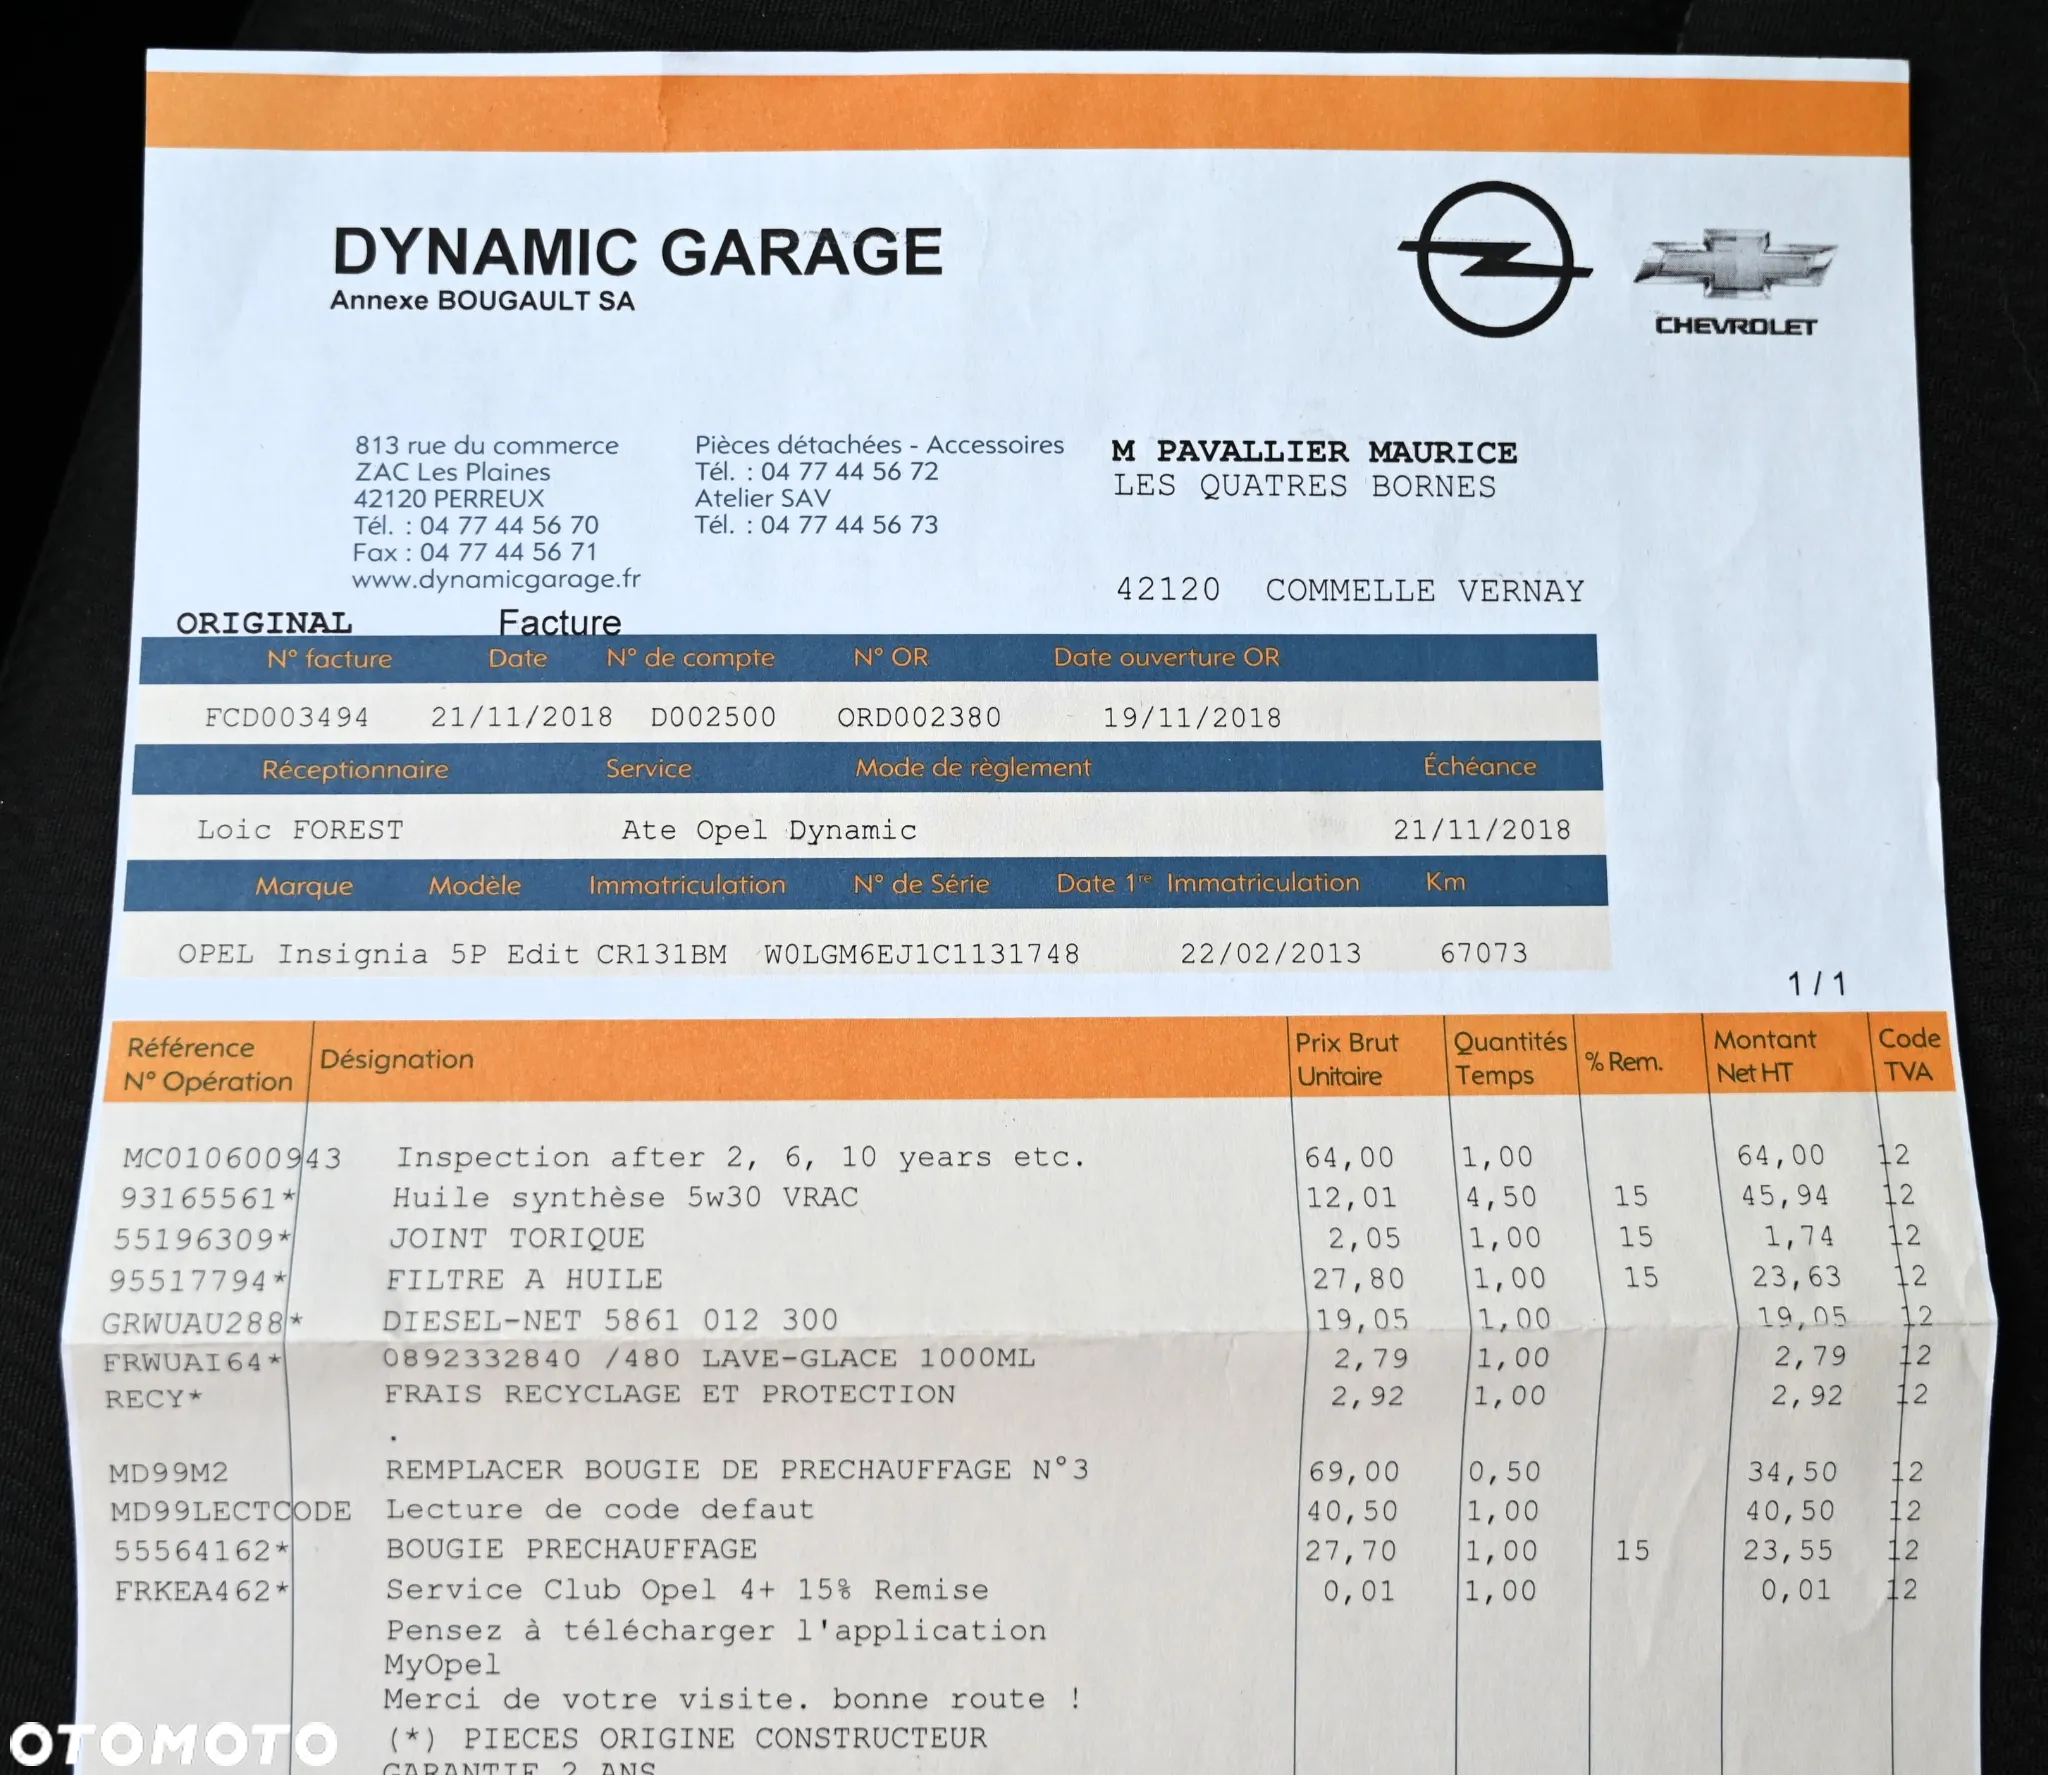 DYNAMIC GARAGE
Annexe BOUGAULT SA
CHEVROLET
813 rue du commerce
ZAC Les Plaines
42120 PERREUX
Tél. : 04 77 44 56 70
Fax : 04 77 44 56 71
www.dynamicgarage.fr
Pièces détachées - Accessoires
Tél. : 04 77 44 56 72
Atelier SAV
Tél. : 04 77 44 56 73
M PAVALLIER MAURICE
LES QUATRES BORNES
42120 COMMELLE VERNAY
ORIGINAL Facture
N° facture Date N° de compte N° OR Date ouverture OR
FCD003494 21/11/2018 D002500 ORD002380 19/11/2018
Réceptionnaire Service Mode de règlement Échéance
Loic FOREST Ate Opel Dynamic 21/11/2018
Marque Modèle Immatriculation N° de Série Date 1re Immatriculation Km
OPEL Insignia 5P Edit CR131BM W0LGM6EJ1C1131748 22/02/2013 67073
1 / 1
Référence N° Opération Désignation Prix Brut Unitaire Quantités Temps % Rem. Montant Net HT Code TVA
MC010600943 Inspection after 2, 6, 10 years etc. 64,00 1,00 64,00 12
93165561* Huile synthèse 5w30 VRAC 12,01 4,50 15 45,94 12
55196309* JOINT TORIQUE 2,05 1,00 15 1,74 12
95517794* FILTRE A HUILE 27,80 1,00 15 23,63 12
GRWUAU288* DIESEL-NET 5861 012 300 19,05 1,00 19,05 12
FRWUAI64* 0892332840 /480 LAVE-GLACE 1000ML 2,79 1,00 2,79 12
RECY* FRAIS RECYCLAGE ET PROTECTION 2,92 1,00 2,92 12
.
MD99M2 REMPLACER BOUGIE DE PRECHAUFFAGE N°3 69,00 0,50 34,50 12
MD99LECTCODE Lecture de code defaut 40,50 1,00 40,50 12
55564162* BOUGIE PRECHAUFFAGE 27,70 1,00 15 23,55 12
FRKEA462* Service Club Opel 4+ 15% Remise 0,01 1,00 0,01 12
Pensez à télécharger l'application
MyOpel
Merci de votre visite. bonne route !
(*) PIECES ORIGINE CONSTRUCTEUR
GARANTIE 2 ANS
OTOMOTO